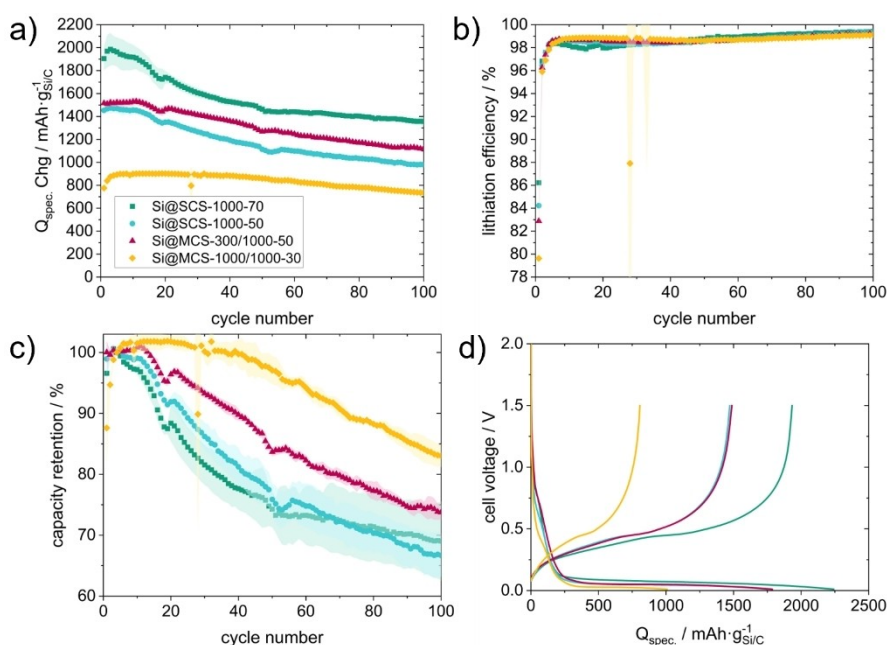 a)
2200
2000
1800
1600
1400
1200
1000
800
600
400
200
0
Q spec. Chg / mAh·g⁻¹ Si/C
Si@SCS-1000-70
Si@SCS-1000-50
Si@MCS-300/1000-50
Si@MCS-1000/1000-30
0 20 40 60 80 100
cycle number
b)
100
98
96
94
92
90
88
86
84
82
80
78
lithiation efficiency / %
0 20 40 60 80 100
cycle number
c)
100
90
80
70
60
capacity retention / %
0 20 40 60 80 100
cycle number
d)
2.0
1.5
1.0
0.5
0.0
cell voltage / V
0 500 1000 1500 2000 2500
Q spec. / mAh·g⁻¹ Si/C